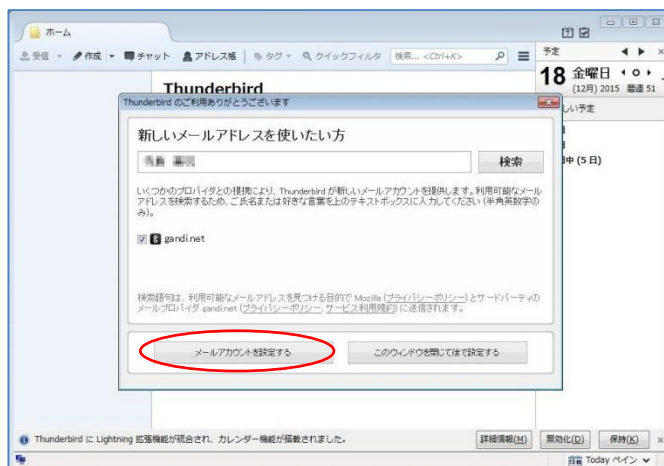 ホーム
受信 作成 チャット アドレス帳 タグ クイックフィルタ 検索... <Ctrl+K>
予定
18 金曜日
(12月) 2015 暦週 51
しい予定
中 (5 日)
Thunderbird
Thunderbird のご利用ありがとうございます
新しいメールアドレスを使いたい方
検索
いくつかのプロバイダとの提携により、Thunderbird が新しいメールアカウントを提供します。利用可能なメール
アドレスを検索するため、ご氏名または好きな言葉を上のテキストボックスに入力してください (半角英数字の
み)。
gandi.net
検索語句は、利用可能なメールアドレスを見つける目的で Mozilla (プライバシーポリシー) とサードパーティの
メールプロバイダ gandi.net (プライバシーポリシー, サービス利用規約) に送信されます。
メールアカウントを設定する
このウィンドウを閉じて後で設定する
Thunderbird に Lightning 拡張機能が統合され、カレンダー機能が搭載されました。
詳細情報(M) 無効化(D) 保持(K)
Today ペイン